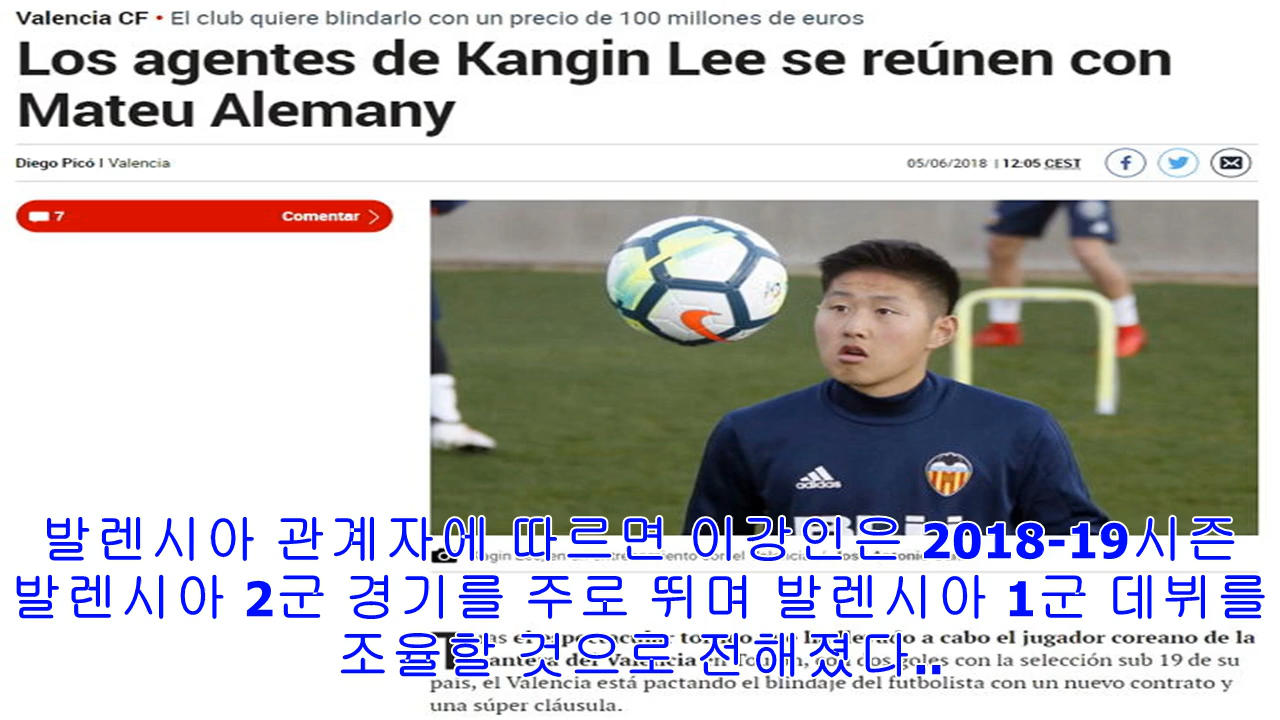 Valencia CF • El club quiere blindarlo con un precio de 100 millones de euros
Los agentes de Kangin Lee se reúnen con
Mateu Alemany
Diego Picó | Valencia
05/06/2018 | 12:05 CEST
7 Comentar
adidas
발렌시아 관계자에 따르면 이강인은 2018-19시즌
발렌시아 2군 경기를 주로 뛰며 발렌시아 1군 데뷔를
조율할 것으로 전해졌다..
a cabo el jugador coreano de la
cantera del Valencia en goles con la selección sub 19 de su
país, el Valencia está pactando el blindaje del futbolista con un nuevo contrato y
una súper cláusula.